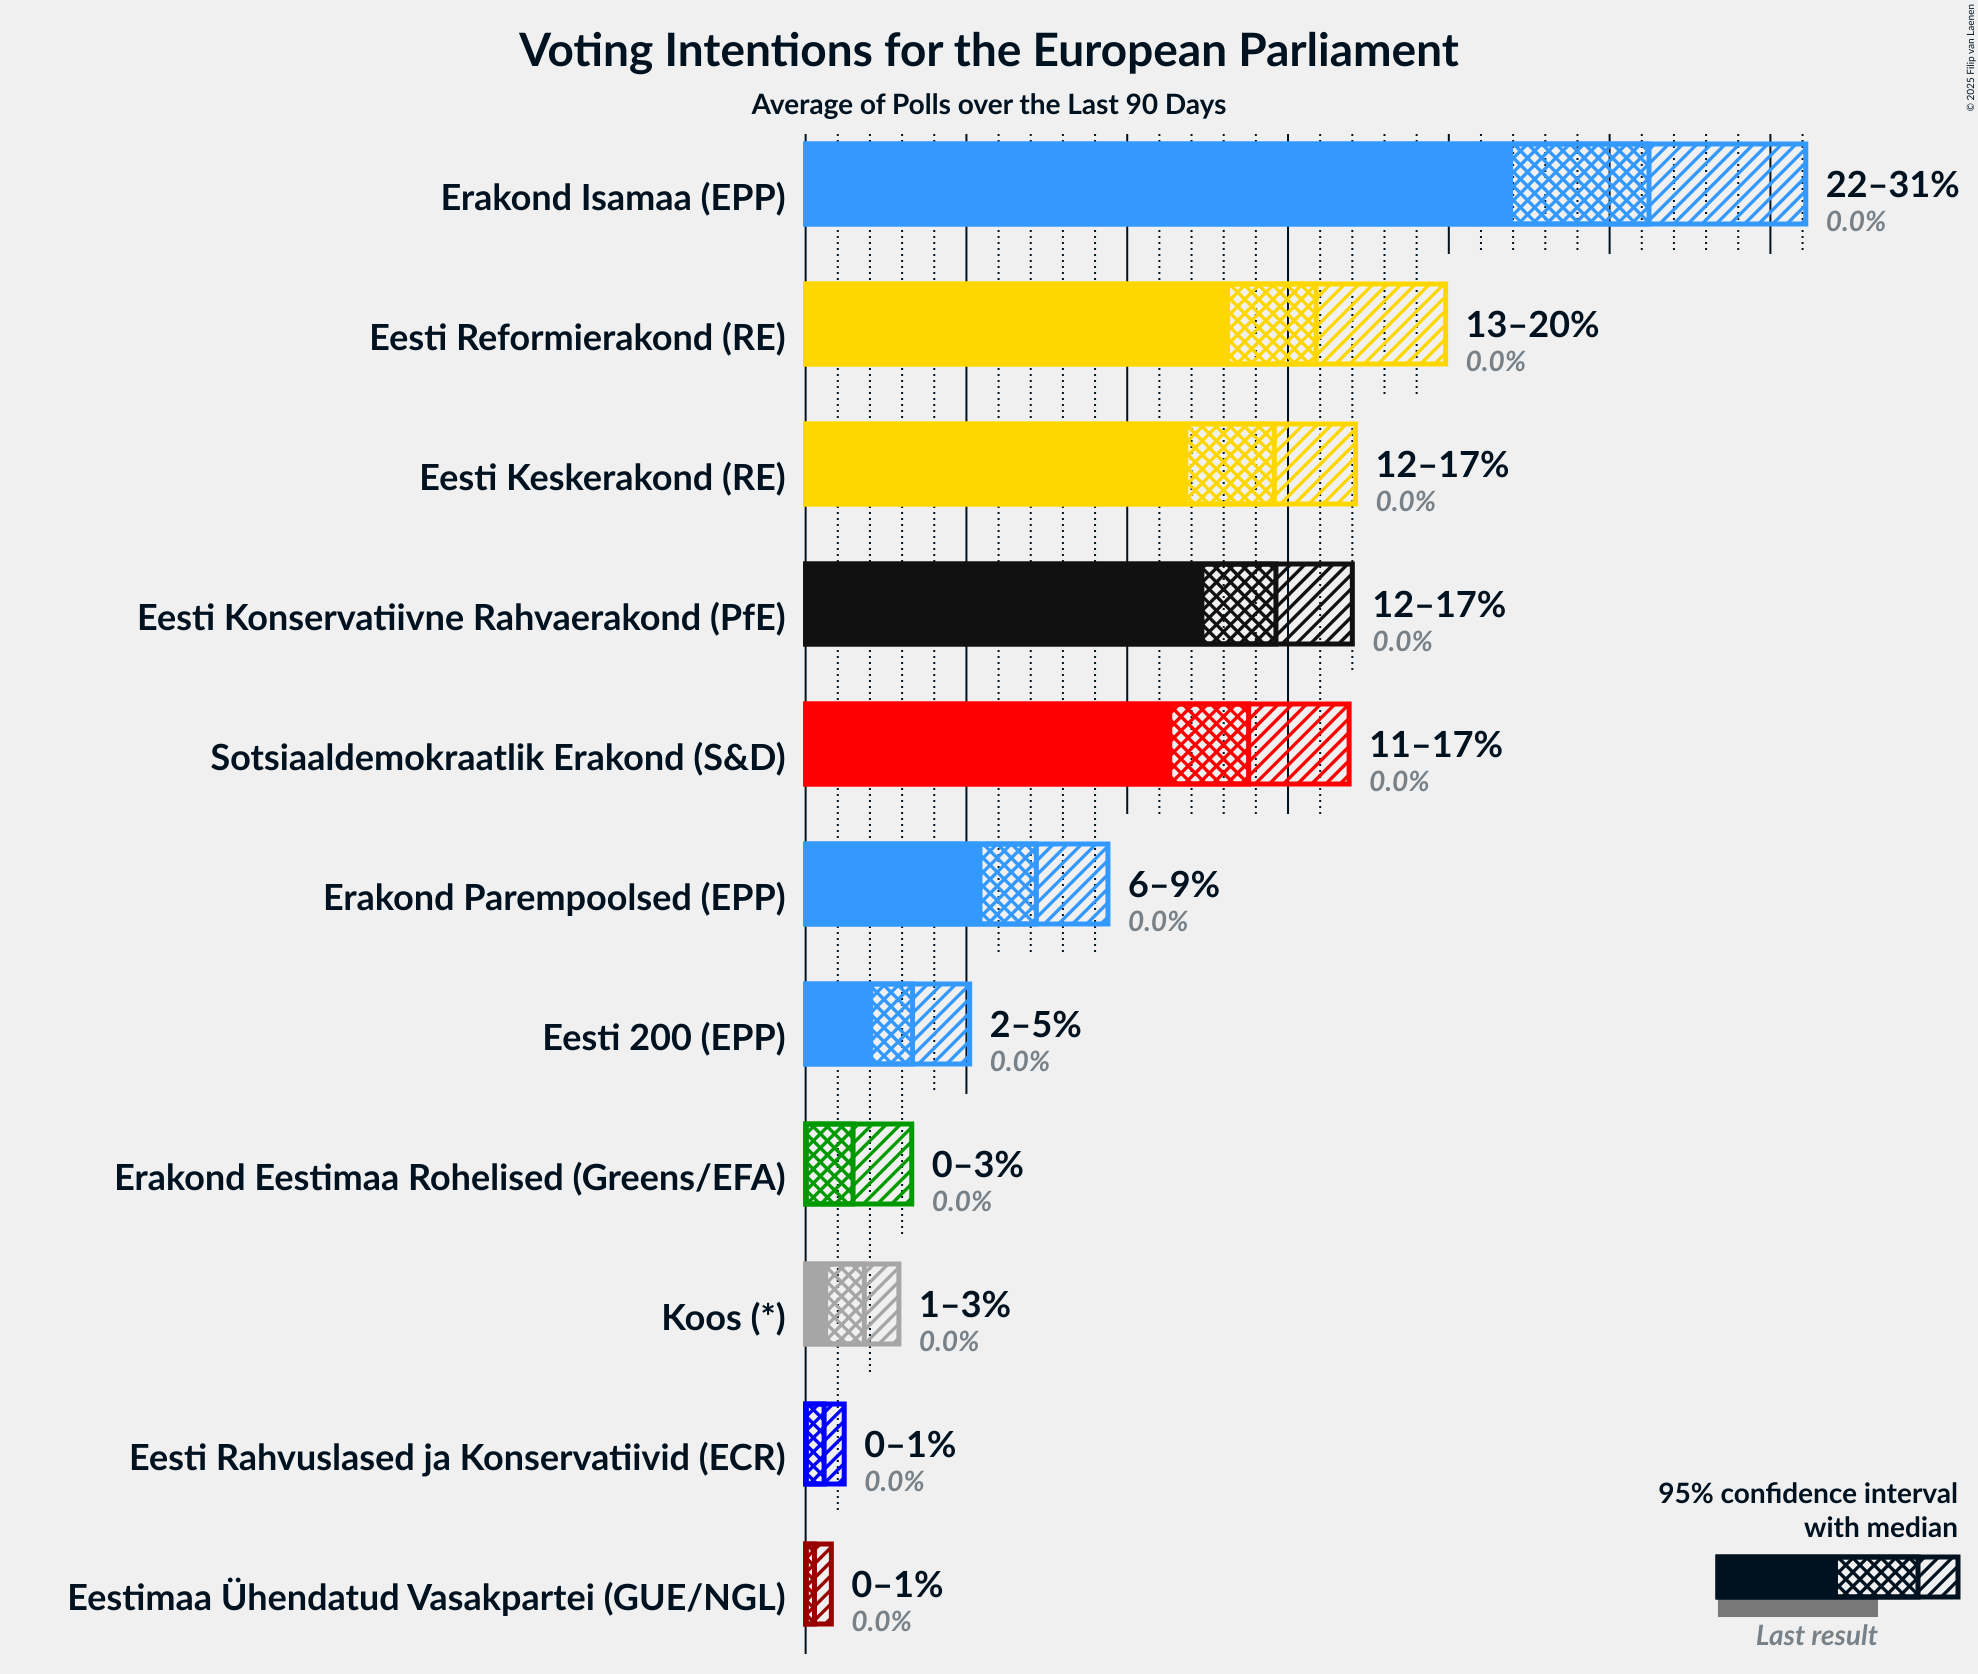 Voting Intentions for the European Parliament
Average of Polls over the Last 90 Days
© 2025 Filip van Laenen
Erakond Isamaa (EPP)
22–31%
0.0%
Eesti Reformierakond (RE)
13–20%
0.0%
Eesti Keskerakond (RE)
12–17%
0.0%
Eesti Konservatiivne Rahvaerakond (PfE)
12–17%
0.0%
Sotsiaaldemokraatlik Erakond (S&D)
11–17%
0.0%
Erakond Parempoolsed (EPP)
6–9%
0.0%
Eesti 200 (EPP)
2–5%
0.0%
Erakond Eestimaa Rohelised (Greens/EFA)
0–3%
0.0%
Koos (*)
1–3%
0.0%
Eesti Rahvuslased ja Konservatiivid (ECR)
0–1%
0.0%
Eestimaa Ühendatud Vasakpartei (GUE/NGL)
0–1%
0.0%
95% confidence interval
with median
Last result